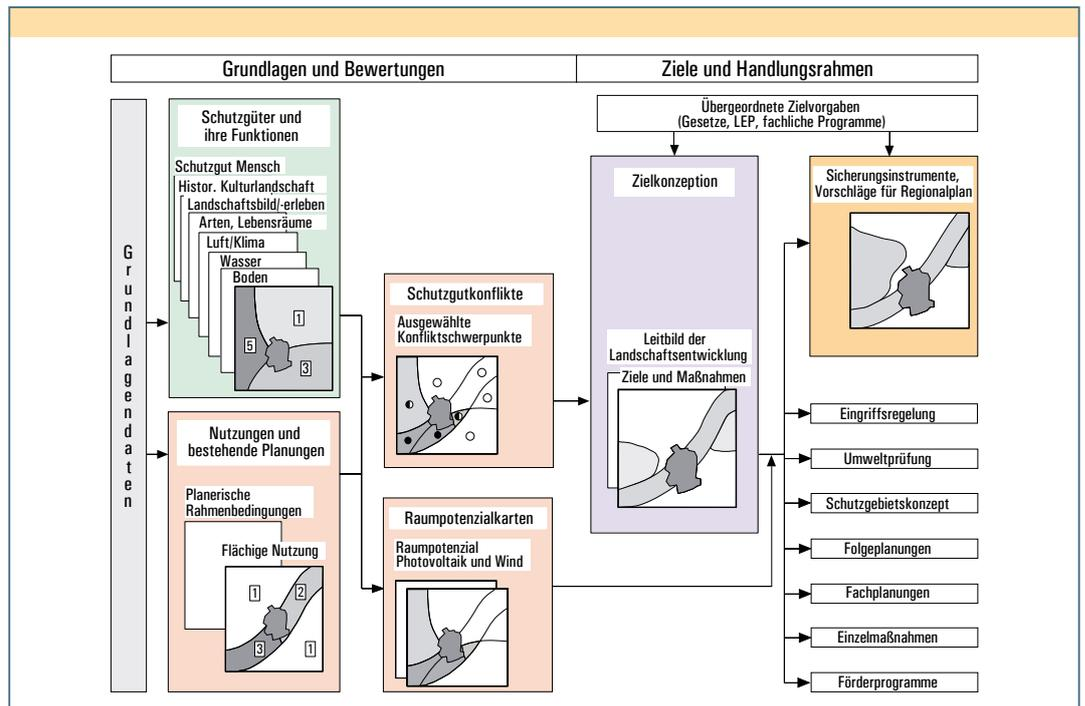 Grundlagen und Bewertungen
Ziele und Handlungsrahmen
Grundlagendaten
Schutzgüter und
ihre Funktionen
Schutzgut Mensch
Histor. Kulturlandschaft
Landschaftsbild/-erleben
Arten, Lebensräume
Luft/Klima
Wasser
Boden
1
5
3
Nutzungen und
bestehende Planungen
Planerische
Rahmenbedingungen
Flächige Nutzung
1
2
3
1
Schutzgutkonflikte
Ausgewählte
Konfliktschwerpunkte
Raumpotenzialkarten
Raumpotenzial
Photovoltaik und Wind
Übergeordnete Zielvorgaben
(Gesetze, LEP, fachliche Programme)
Zielkonzeption
Leitbild der
Landschaftsentwicklung
Ziele und Maßnahmen
Sicherungsinstrumente,
Vorschläge für Regionalplan
Eingriffsregelung
Umweltprüfung
Schutzgebietskonzept
Folgeplanungen
Fachplanungen
Einzelmaßnahmen
Förderprogramme